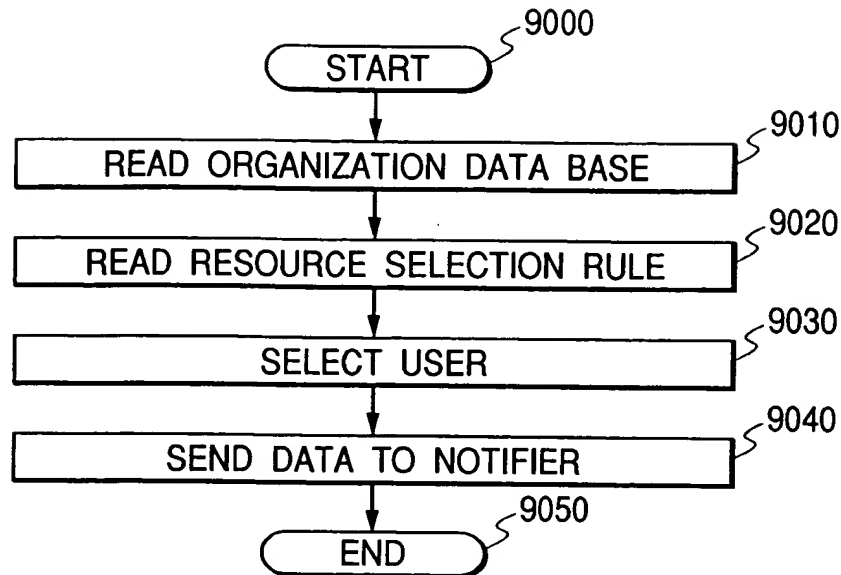 9000
START
9010
READ ORGANIZATION DATA BASE
9020
READ RESOURCE SELECTION RULE
9030
SELECT USER
9040
SEND DATA TO NOTIFIER
9050
END